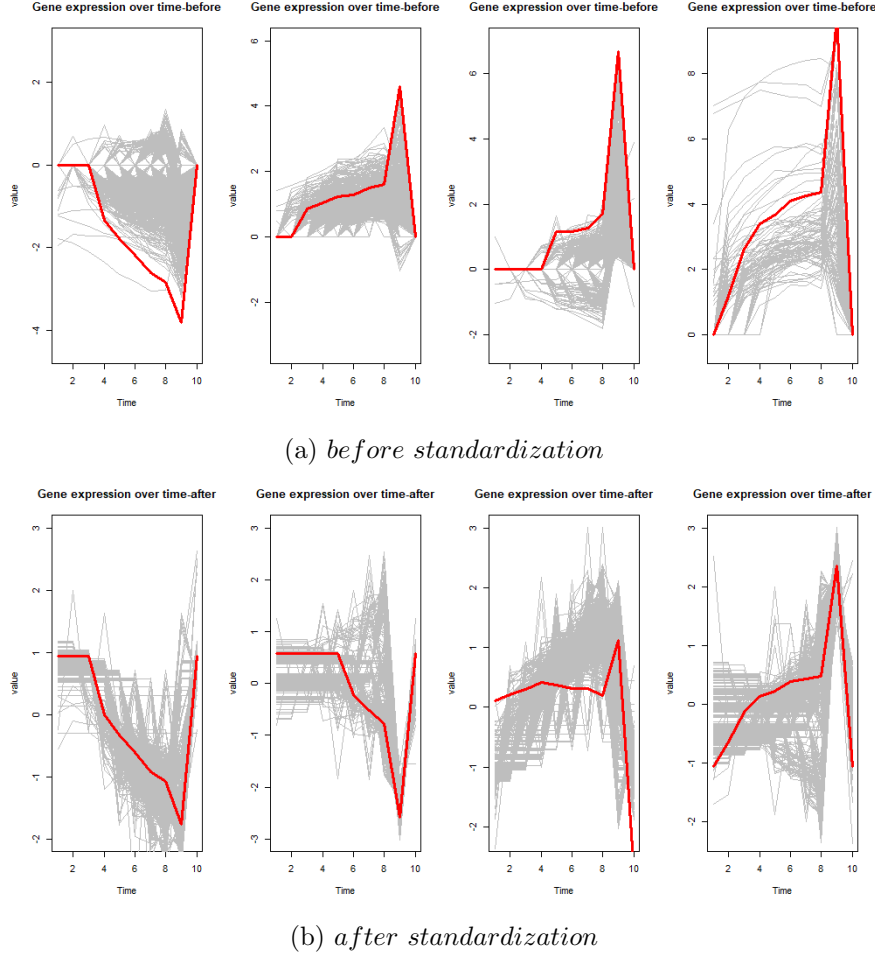 Gene expression over time-before Gene expression over time-before Gene expression over time-before Gene expression over time-before
value value value value
2 0 -2 -4
6 4 2 0 -2
6 4 2 0 -2
8 6 4 2 0
2 4 6 8 10 2 4 6 8 10 2 4 6 8 10 2 4 6 8 10
Time Time Time Time
(a) before standardization
Gene expression over time-after Gene expression over time-after Gene expression over time-after Gene expression over time-after
value value value value
3 2 1 0 -1 -2
3 2 1 0 -1 -2 -3
3 2 1 0 -1 -2
3 2 1 0 -1 -2
2 4 6 8 10 2 4 6 8 10 2 4 6 8 10 2 4 6 8 10
Time Time Time Time
(b) after standardization